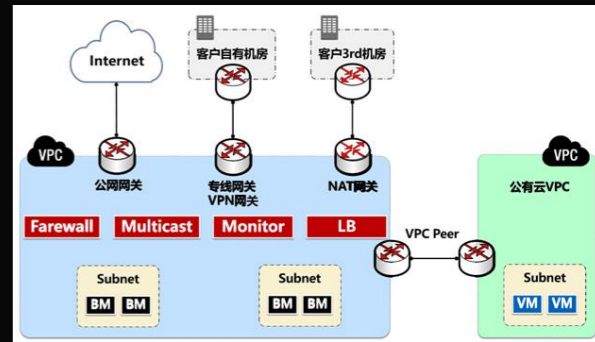 Internet
客户自有机房
客户3rd机房
VPC
VPC
公网网关
专线网关
VPN网关
NAT网关
公有云VPC
Farewall
Multicast
Monitor
LB
VPC Peer
Subnet
BM BM
Subnet
BM BM
Subnet
VM VM